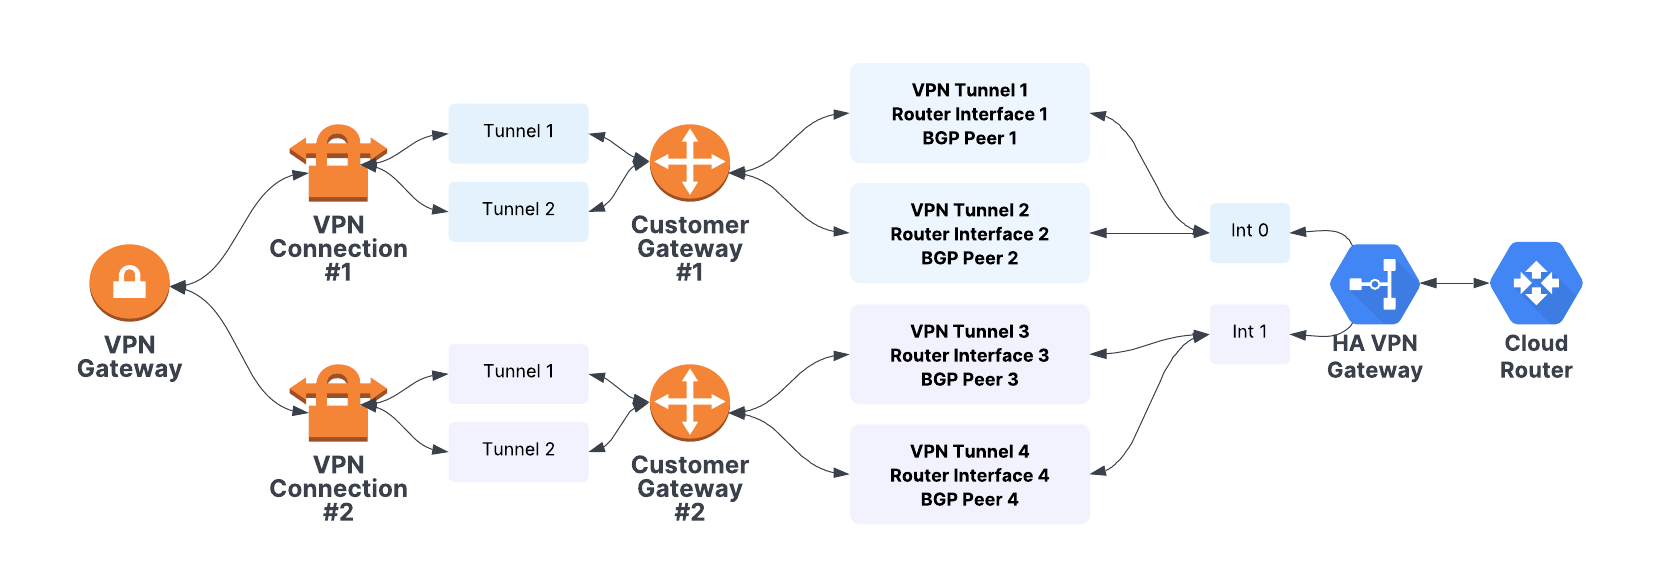 VPN
Gateway
VPN
Connection
#1
VPN
Connection
#2
Tunnel 1
Tunnel 2
Tunnel 1
Tunnel 2
Customer
Gateway
#1
Customer
Gateway
#2
VPN Tunnel 1
Router Interface 1
BGP Peer 1
VPN Tunnel 2
Router Interface 2
BGP Peer 2
VPN Tunnel 3
Router Interface 3
BGP Peer 3
VPN Tunnel 4
Router Interface 4
BGP Peer 4
Int 0
Int 1
HA VPN
Gateway
Cloud
Router